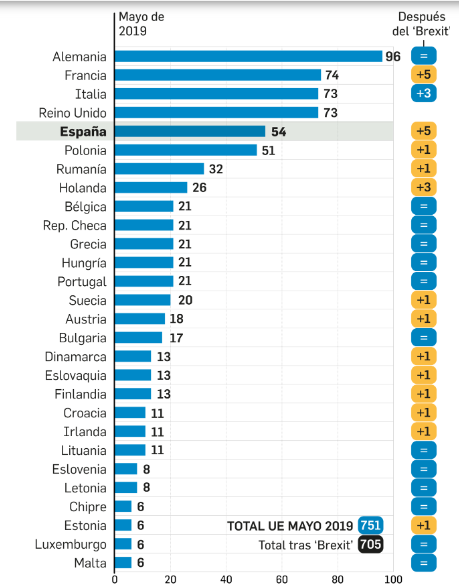 Mayo de
2019
Después
del 'Brexit'
Alemania 96 =
Francia 74 +5
Italia 73 +3
Reino Unido 73
España 54 +5
Polonia 51 +1
Rumanía 32 +1
Holanda 26 +3
Bélgica 21 =
Rep. Checa 21 =
Grecia 21 =
Hungría 21 =
Portugal 21 =
Suecia 20 +1
Austria 18 +1
Bulgaria 17 =
Dinamarca 13 +1
Eslovaquia 13 +1
Finlandia 13 +1
Croacia 11 +1
Irlanda 11 +1
Lituania 11 =
Eslovenia 8 =
Letonia 8 =
Chipre 6 =
Estonia 6 TOTAL UE MAYO 2019 751 +1
Luxemburgo 6 Total tras 'Brexit' 705 =
Malta 6 =
0 20 40 60 80 100